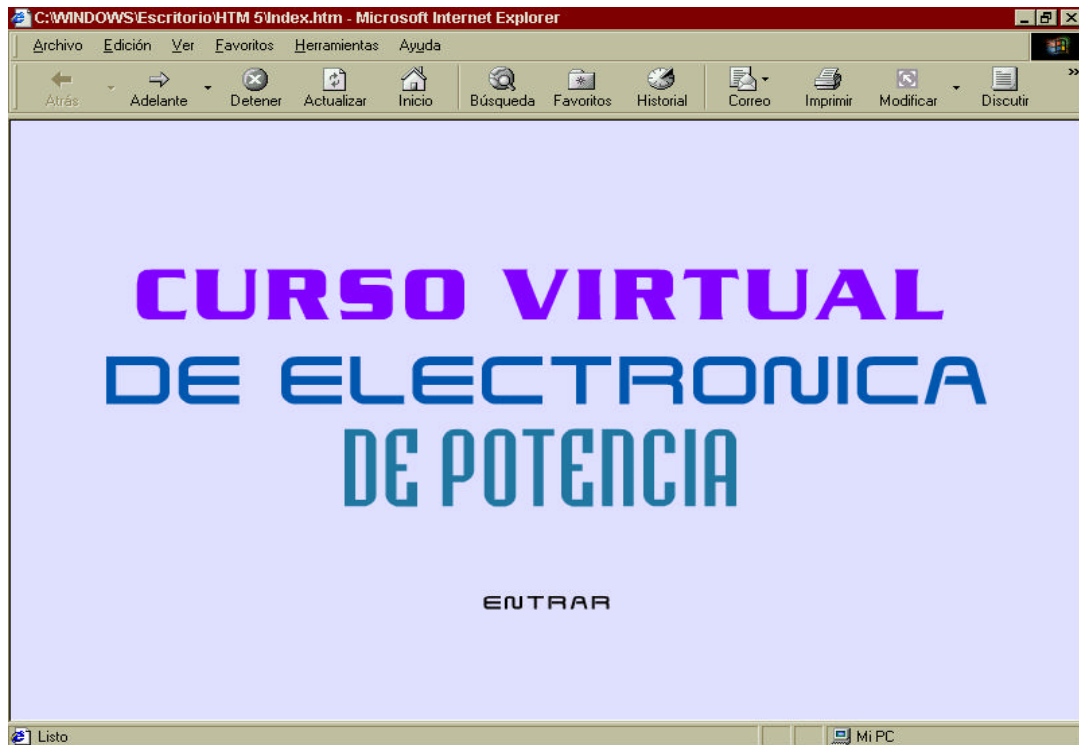 C:\WINDOWS\Escritorio\HTM 5\Index.htm - Microsoft Internet Explorer
Archivo Edición Ver Favoritos Herramientas Ayuda
Atrás Adelante Detener Actualizar Inicio Búsqueda Favoritos Historial Correo Imprimir Modificar Discutir
CURSO VIRTUAL
DE ELECTRONICA
DE POTENCIA
ENTRAR
Listo Mi PC